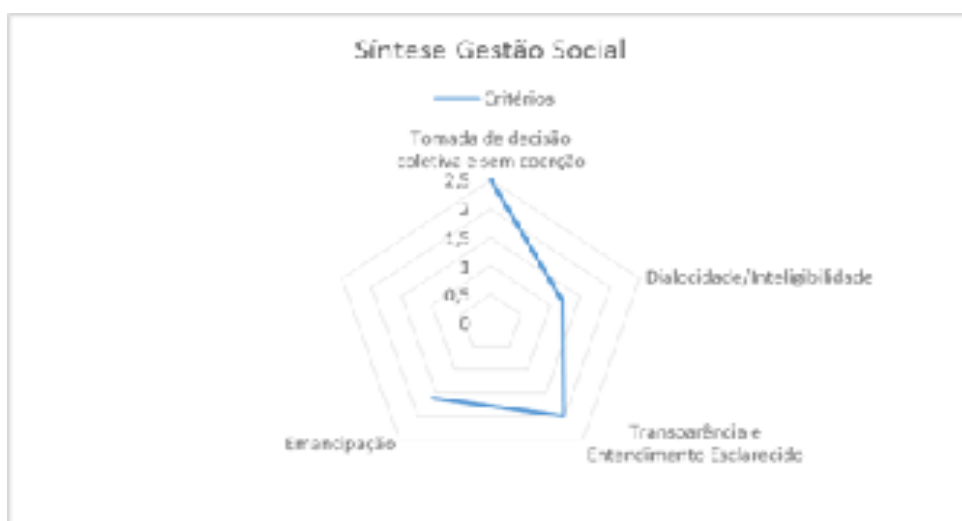 Síntese Gestão Social
Critérios
Tomada de decisão
coletiva e sem coerção
2,5
2
1,5
1
0,5
0
Dialocidade/Inteligibilidade
Transparência e
Entendimento Esclarecido
Emancipação